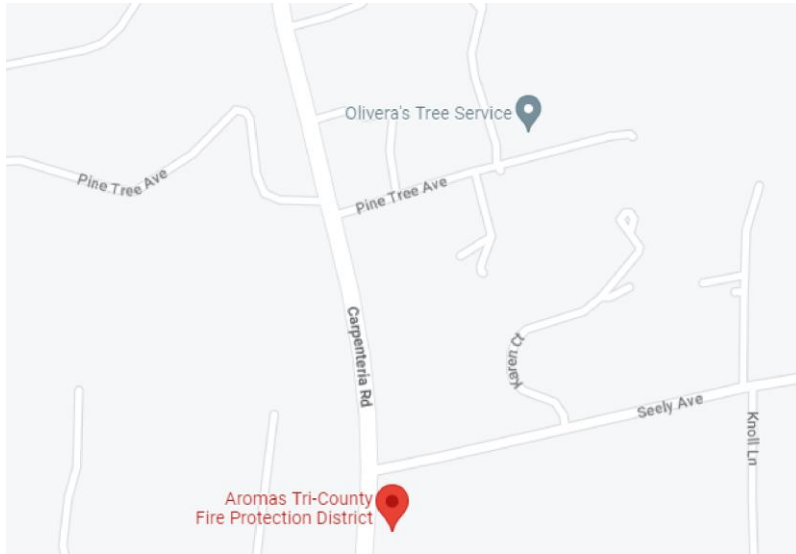 Olivera's Tree Service
Pine Tree Ave
Pine Tree Ave
Carpenteria Rd
Karen Ct
Seely Ave
Knoll Ln
Aromas Tri-County
Fire Protection District